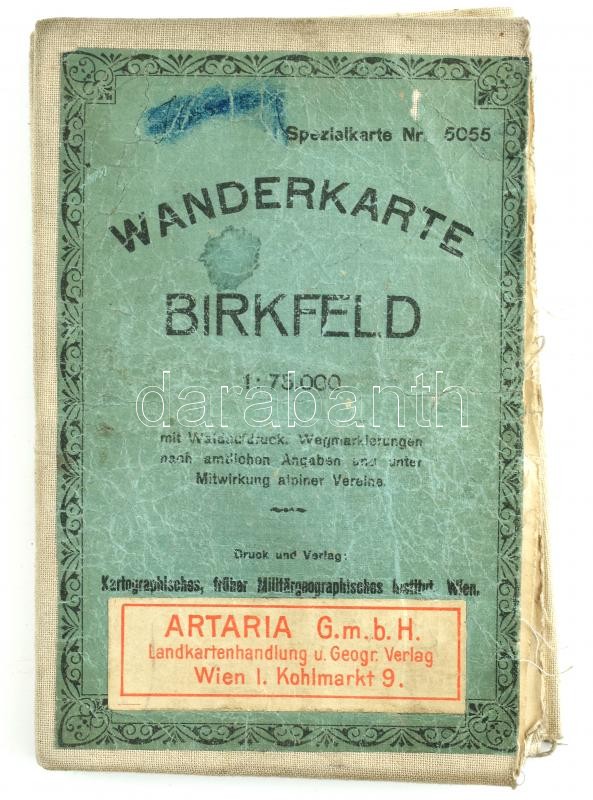 Spezialkarte Nr. 5055
WANDERKARTE
BIRKFELD
1:75.000
darabanth
mit Waldaufdruck, Wegmarkierungen
nach amtlichen Angaben und unter
Mitwirkung alpiner Vereine.
Druck und Verlag:
Kartographisches, früher Militärgeographisches Institut, Wien.
ARTARIA G.m.b.H.
Landkartenhandlung u. Geogr. Verlag
Wien I. Kohlmarkt 9.